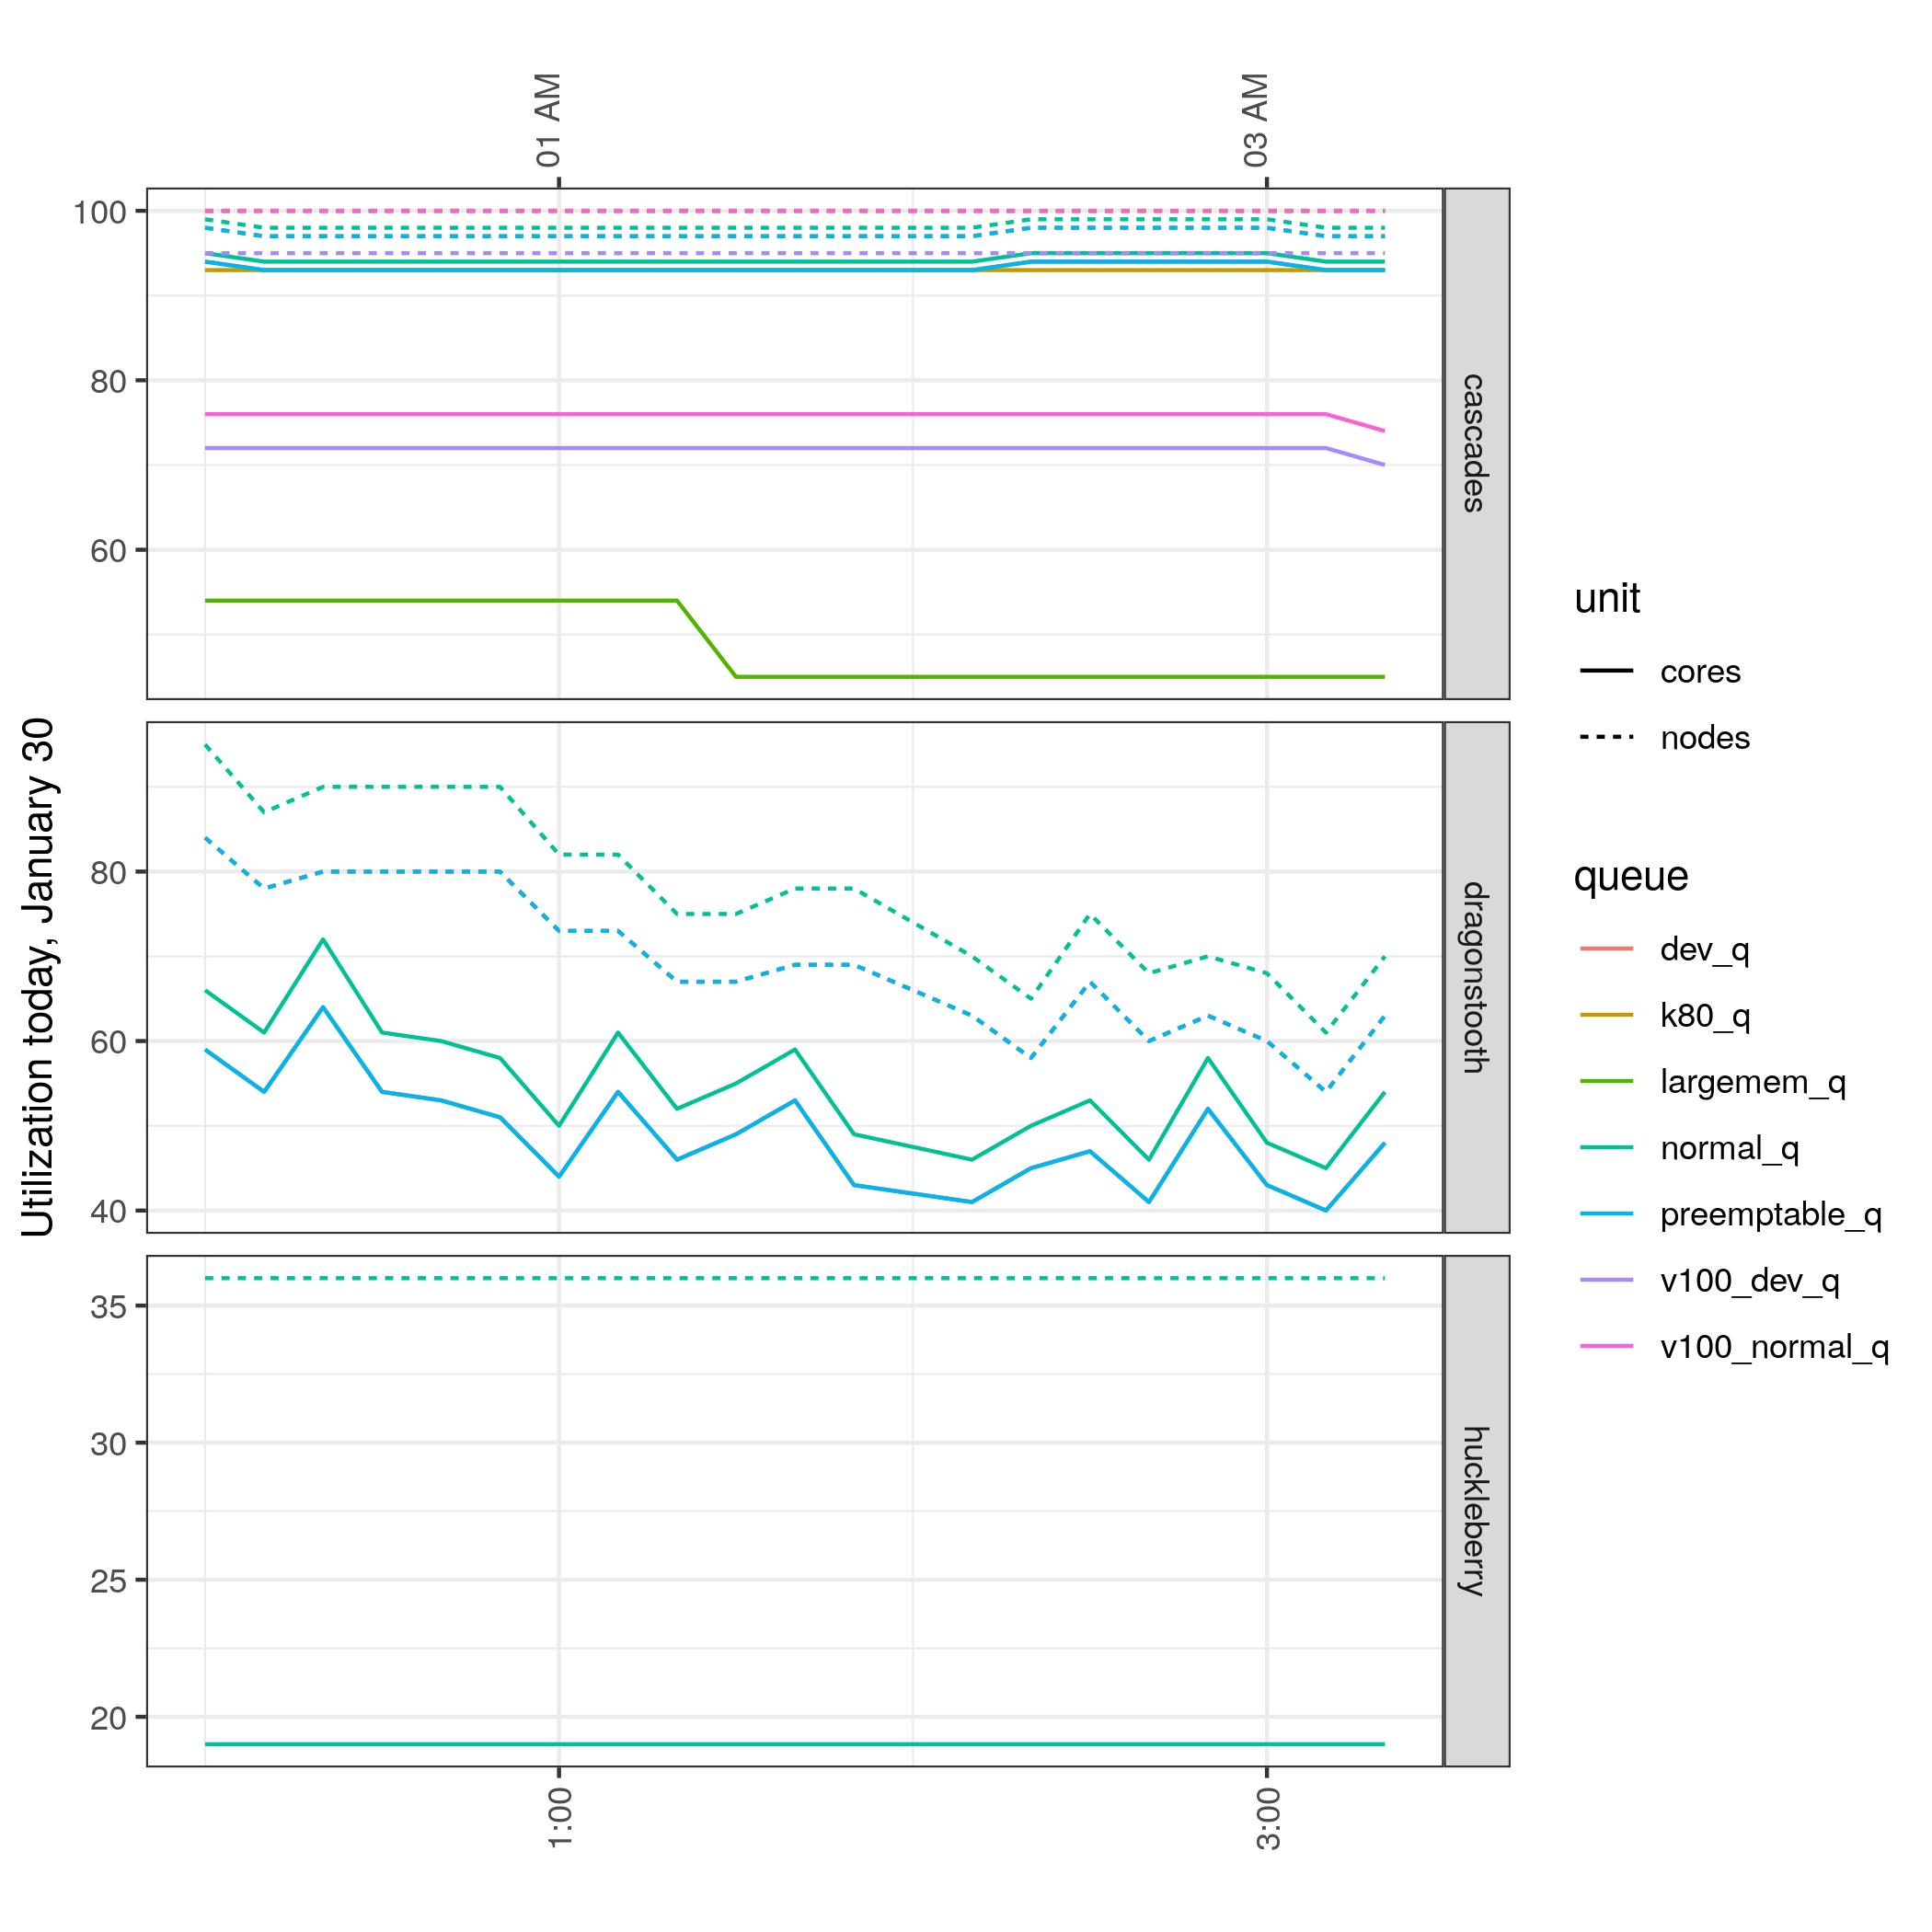 01 AM
03 AM
100
80
60
cascades
80
60
40
dragonstooth
35
30
25
20
huckleberry
1:00
3:00
Utilization today, January 30
unit
cores
nodes
queue
dev_q
k80_q
largemem_q
normal_q
preemptable_q
v100_dev_q
v100_normal_q